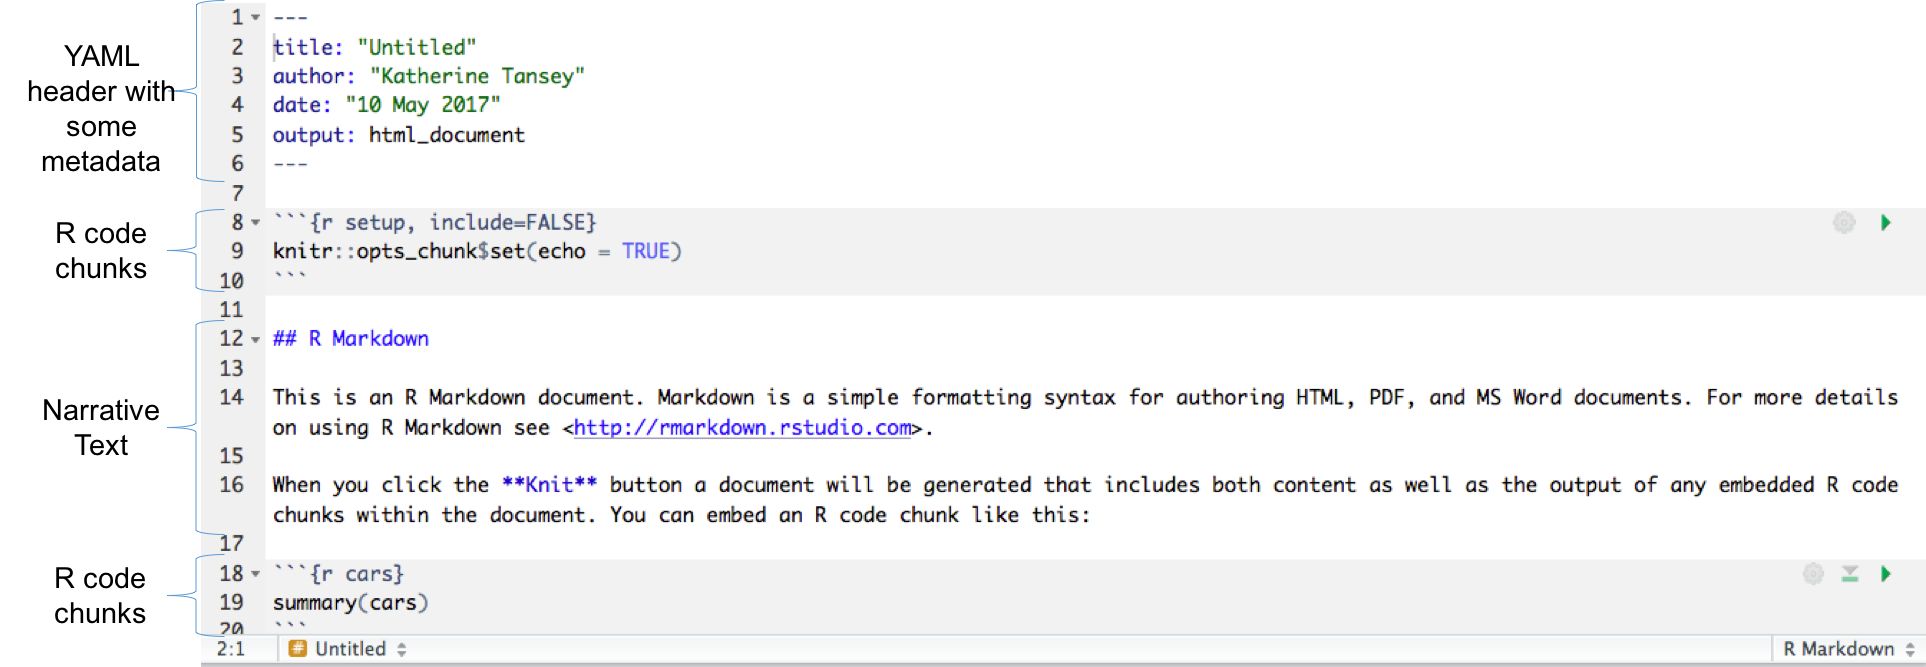 YAML
header with
some
metadata
1 ---
2 title: "Untitled"
3 author: "Katherine Tansey"
4 date: "10 May 2017"
5 output: html_document
6 ---
7
R code
chunks
8 ```{r setup, include=FALSE}
9 knitr::opts_chunk$set(echo = TRUE)
10 ```
11
Narrative
Text
12 ## R Markdown
13
14 This is an R Markdown document. Markdown is a simple formatting syntax for authoring HTML, PDF, and MS Word documents. For more details
on using R Markdown see <http://rmarkdown.rstudio.com>.
15
16 When you click the **Knit** button a document will be generated that includes both content as well as the output of any embedded R code
chunks within the document. You can embed an R code chunk like this:
17
R code
chunks
18 ```{r cars}
19 summary(cars)
20 ```
2:1 # Untitled R Markdown